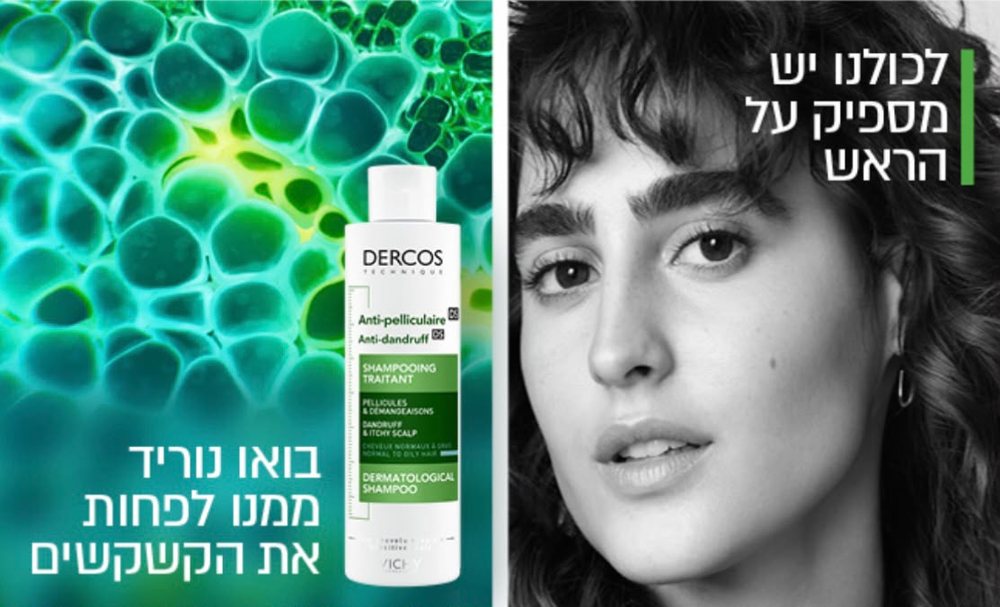 לכולנו יש
מספיק על
הראש
בואו נוריד
ממנו לפחות
את הקשקשים
DERCOS
TECHNIQUE
Anti-pelliculaire DS
Anti-dandruff DS
SHAMPOOING
TRAITANT
PELLICULES
& DÉMANGEAISONS
DANDRUFF
& ITCHY SCALP
CHEVEUX NORMAUX À GRAS
NORMAL TO OILY HAIR
DERMATOLOGICAL
SHAMPOO
VICHY